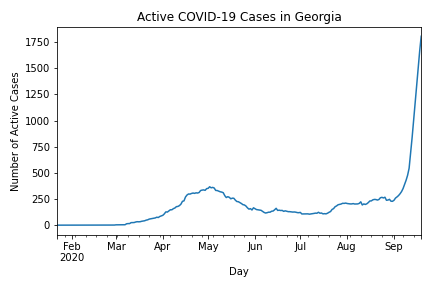 Active COVID-19 Cases in Georgia
Number of Active Cases
1750
1500
1250
1000
750
500
250
0
Feb Mar Apr May Jun Jul Aug Sep
2020
Day